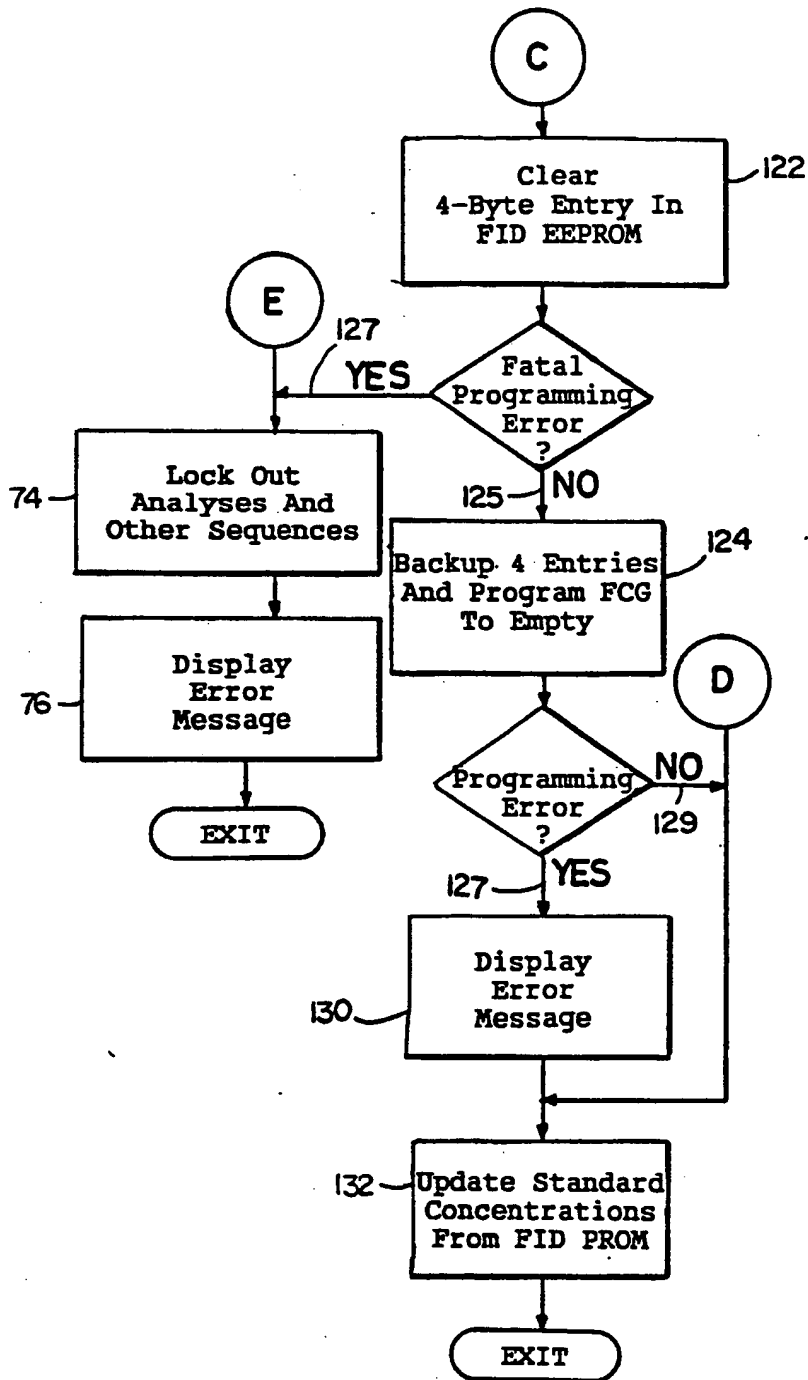 C
122
Clear
4-Byte Entry In
FID EEPROM
E
127
YES
Fatal
Programming
Error
?
125
NO
74
Lock Out
Analyses And
Other Sequences
124
Backup 4 Entries
And Program FCG
To Empty
D
76
Display
Error
Message
EXIT
Programming
Error
?
NO
129
127
YES
130
Display
Error
Message
132
Update Standard
Concentrations
From FID PROM
EXIT